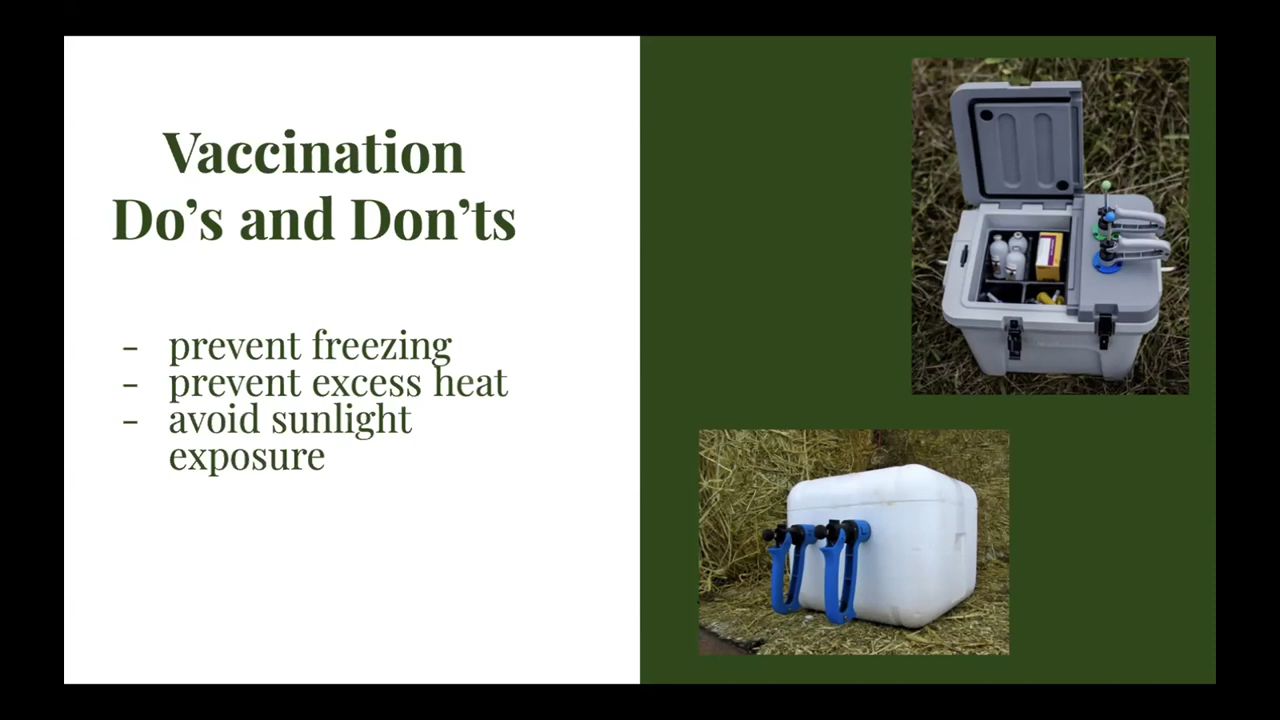 Vaccination
Do’s and Don’ts
- prevent freezing
- prevent excess heat
- avoid sunlight
exposure